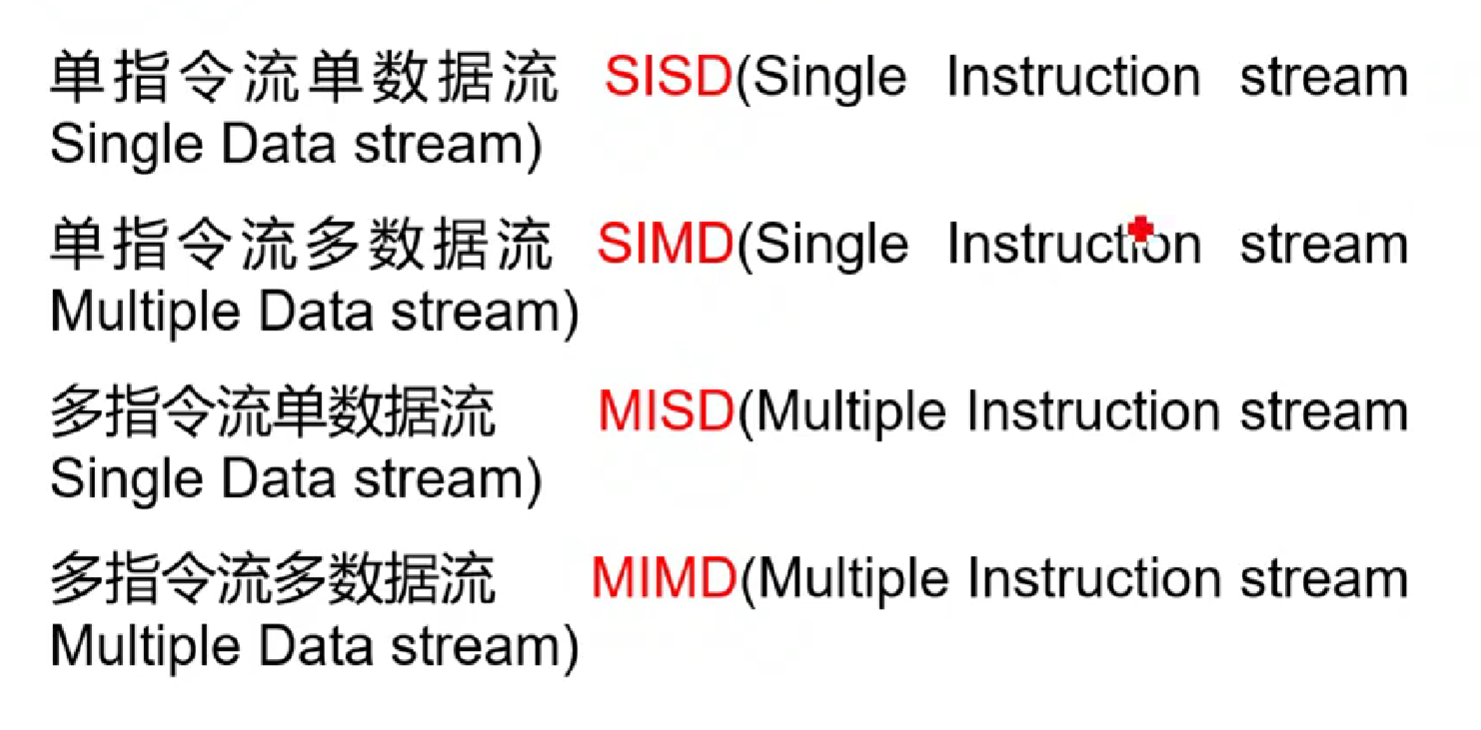 单指令流单数据流 SISD(Single Instruction stream
Single Data stream)
单指令流多数据流 SIMD(Single Instruction stream
Multiple Data stream)
多指令流单数据流 MISD(Multiple Instruction stream
Single Data stream)
多指令流多数据流 MIMD(Multiple Instruction stream
Multiple Data stream)